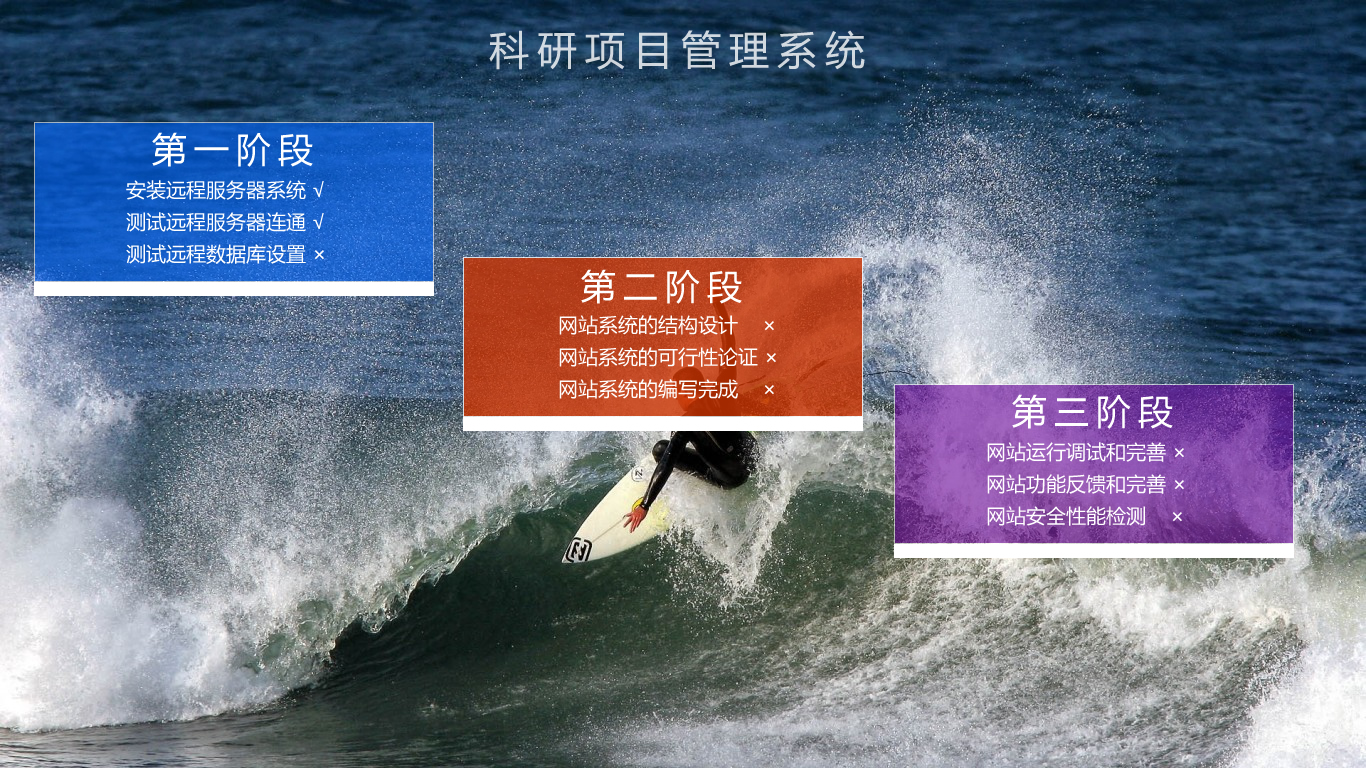 科研项目管理系统
第一阶段
安装远程服务器系统 √
测试远程服务器连通 √
测试远程数据库设置 ×
第二阶段
网站系统的结构设计 ×
网站系统的可行性论证 ×
网站系统的编写完成 ×
第三阶段
网站运行调试和完善 ×
网站功能反馈和完善 ×
网站安全性能检测 ×